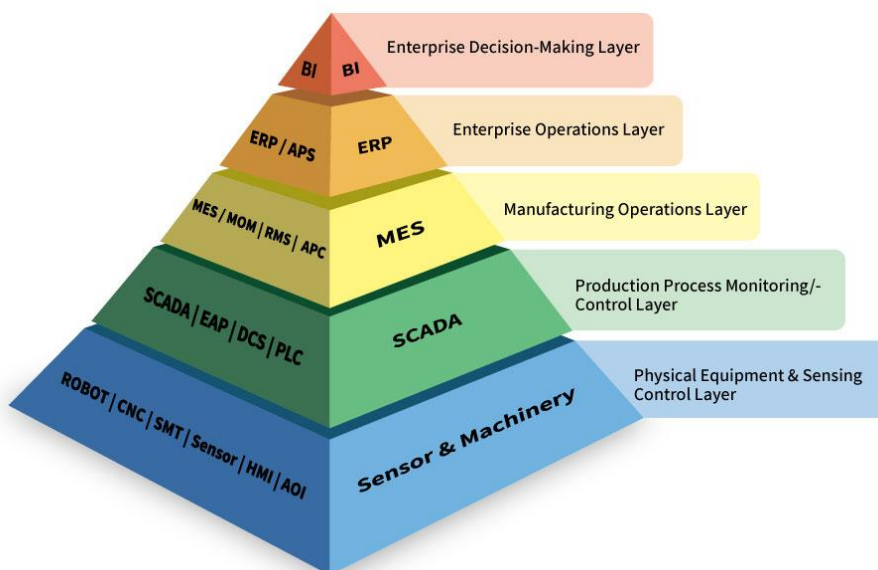 BI
BI
Enterprise Decision-Making Layer
ERP / APS
ERP
Enterprise Operations Layer
MES / MOM | RMS | APC
MES
Manufacturing Operations Layer
SCADA | EAP | DCS | PLC
SCADA
Production Process Monitoring/-
Control Layer
ROBOT | CNC | SMT | Sensor | HMI | AOI
Sensor & Machinery
Physical Equipment & Sensing
Control Layer